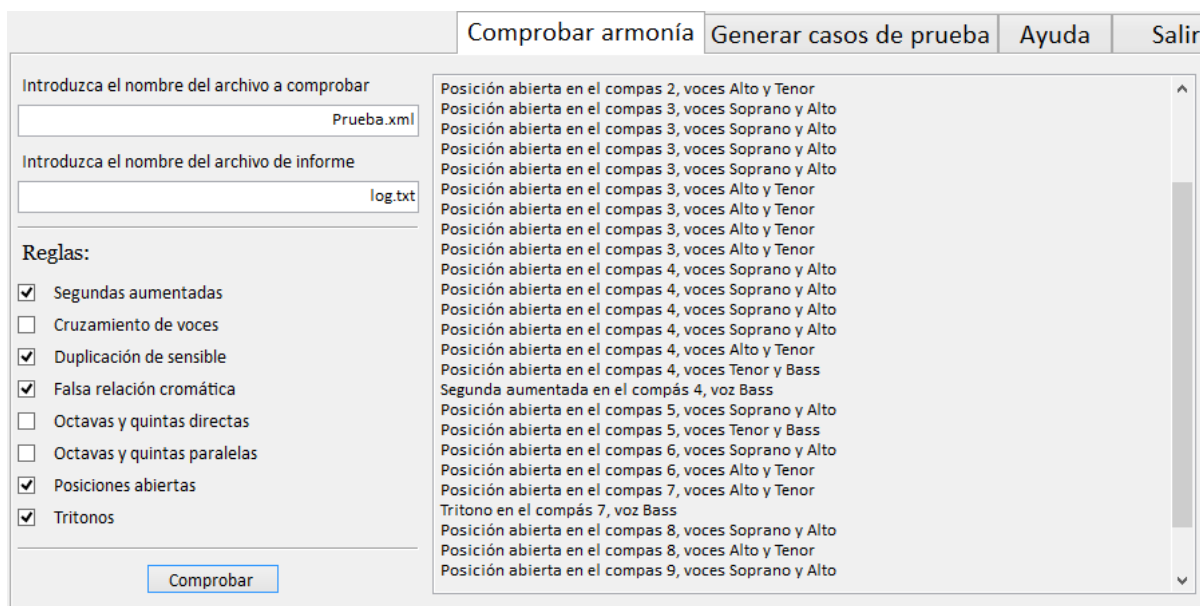 Comprobar armonía Generar casos de prueba Ayuda Salir
Introduzca el nombre del archivo a comprobar
Prueba.xml
Introduzca el nombre del archivo de informe
log.txt
Reglas:
Segundas aumentadas
Cruzamiento de voces
Duplicación de sensible
Falsa relación cromática
Octavas y quintas directas
Octavas y quintas paralelas
Posiciones abiertas
Tritonos
Comprobar
Posición abierta en el compas 2, voces Alto y Tenor
Posición abierta en el compas 3, voces Soprano y Alto
Posición abierta en el compas 3, voces Soprano y Alto
Posición abierta en el compas 3, voces Soprano y Alto
Posición abierta en el compas 3, voces Soprano y Alto
Posición abierta en el compas 3, voces Alto y Tenor
Posición abierta en el compas 3, voces Alto y Tenor
Posición abierta en el compas 3, voces Alto y Tenor
Posición abierta en el compas 3, voces Alto y Tenor
Posición abierta en el compas 4, voces Soprano y Alto
Posición abierta en el compas 4, voces Soprano y Alto
Posición abierta en el compas 4, voces Soprano y Alto
Posición abierta en el compas 4, voces Soprano y Alto
Posición abierta en el compas 4, voces Alto y Tenor
Posición abierta en el compas 4, voces Tenor y Bass
Segunda aumentada en el compás 4, voz Bass
Posición abierta en el compas 5, voces Soprano y Alto
Posición abierta en el compas 5, voces Tenor y Bass
Posición abierta en el compas 6, voces Soprano y Alto
Posición abierta en el compas 6, voces Alto y Tenor
Posición abierta en el compas 7, voces Alto y Tenor
Tritono en el compás 7, voz Bass
Posición abierta en el compas 8, voces Soprano y Alto
Posición abierta en el compas 8, voces Alto y Tenor
Posición abierta en el compas 9, voces Soprano y Alto